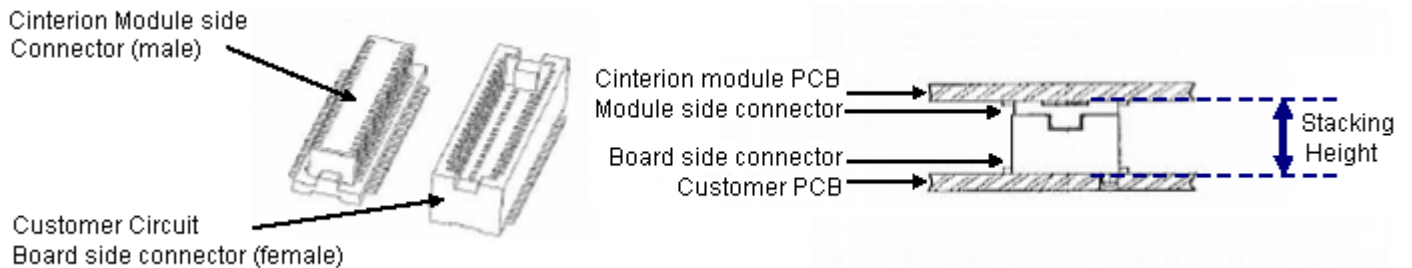 Cinterion Module side
Connector (male)
Customer Circuit
Board side connector (female)
Cinterion module PCB
Module side connector
Board side connector
Customer PCB
Stacking
Height